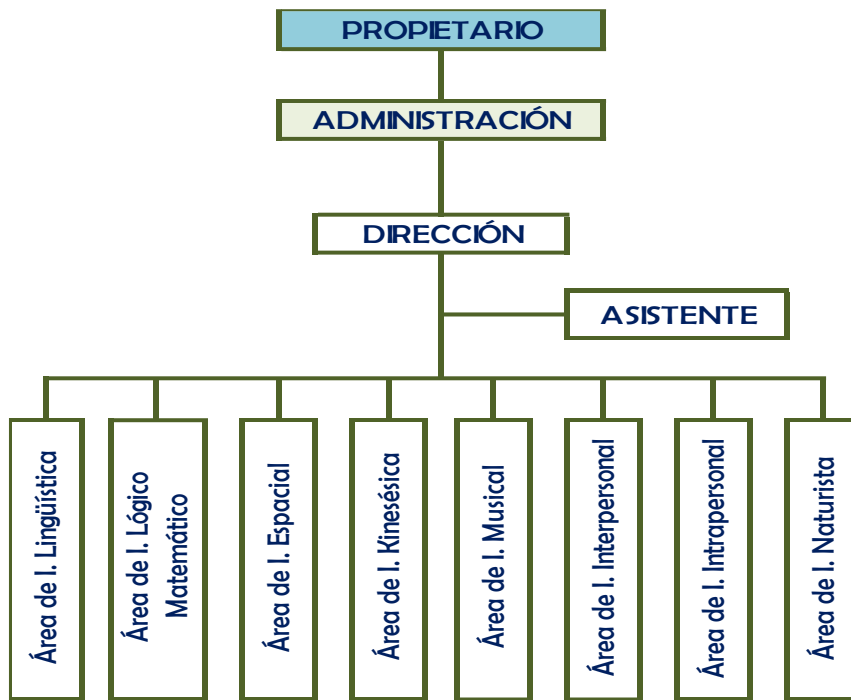 PROPIETARIO
ADMINISTRACIÓN
DIRECCIÓN
ASISTENTE
Área de I. Lingüística
Área de I. Lógico
Matemático
Área de I. Espacial
Área de I. Kinesésica
Área de I. Musical
Área de I. Interpersonal
Área de I. Intrapersonal
Área de I. Naturista